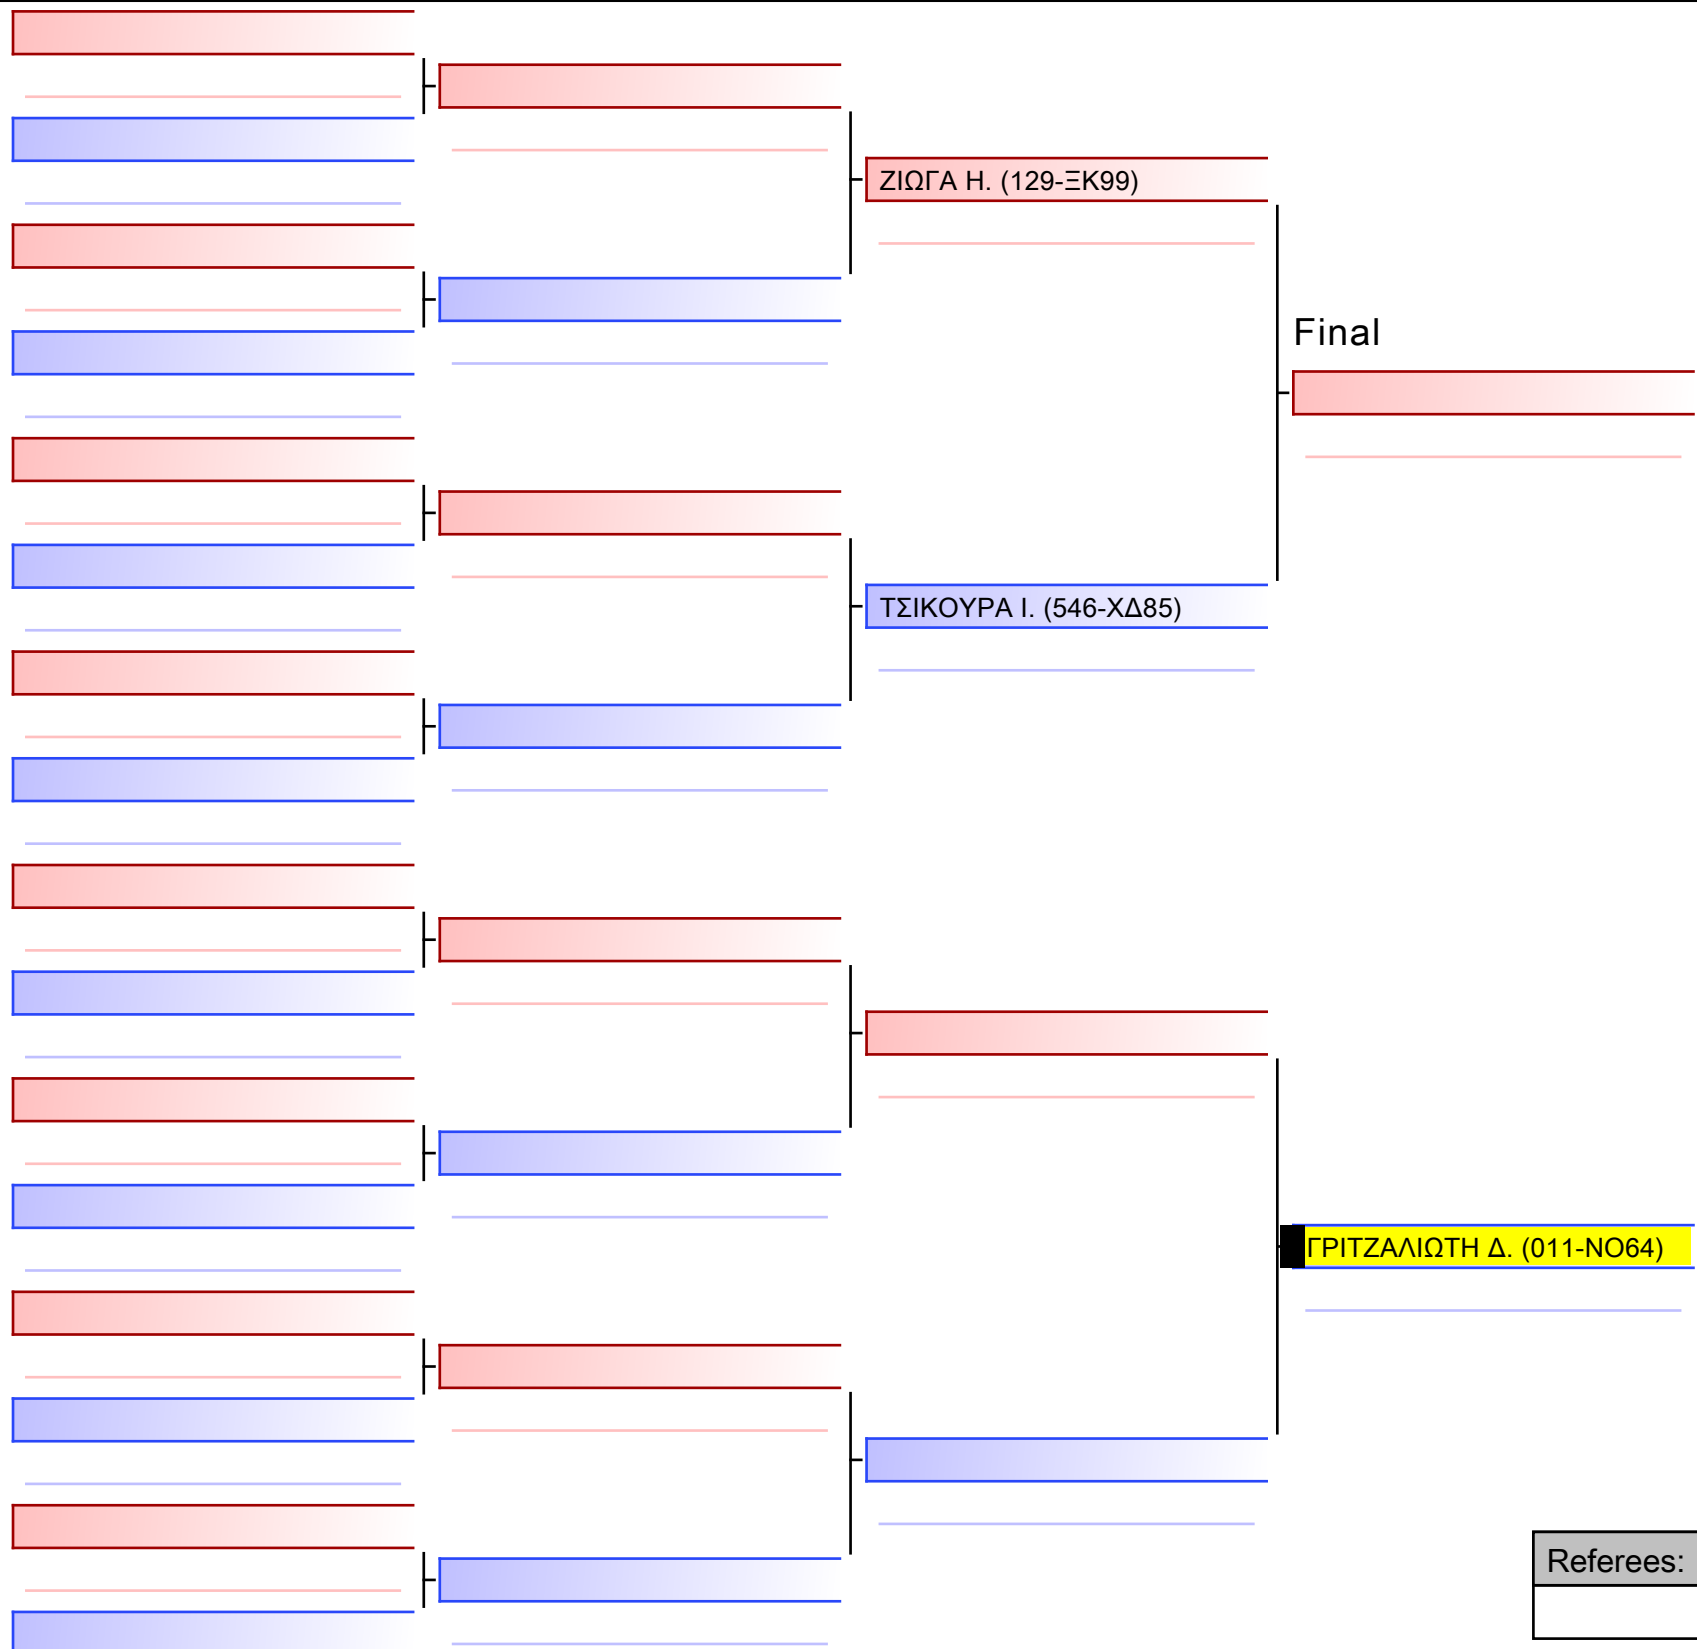 ΖΙΩΓΑ Η. (129-ΞΚ99)
Final
ΤΣΙΚΟΥΡΑ Ι. (546-ΧΔ85)
ΓΡΙΤΖΑΛΙΩΤΗ Δ. (011-ΝΟ64)
Referees: